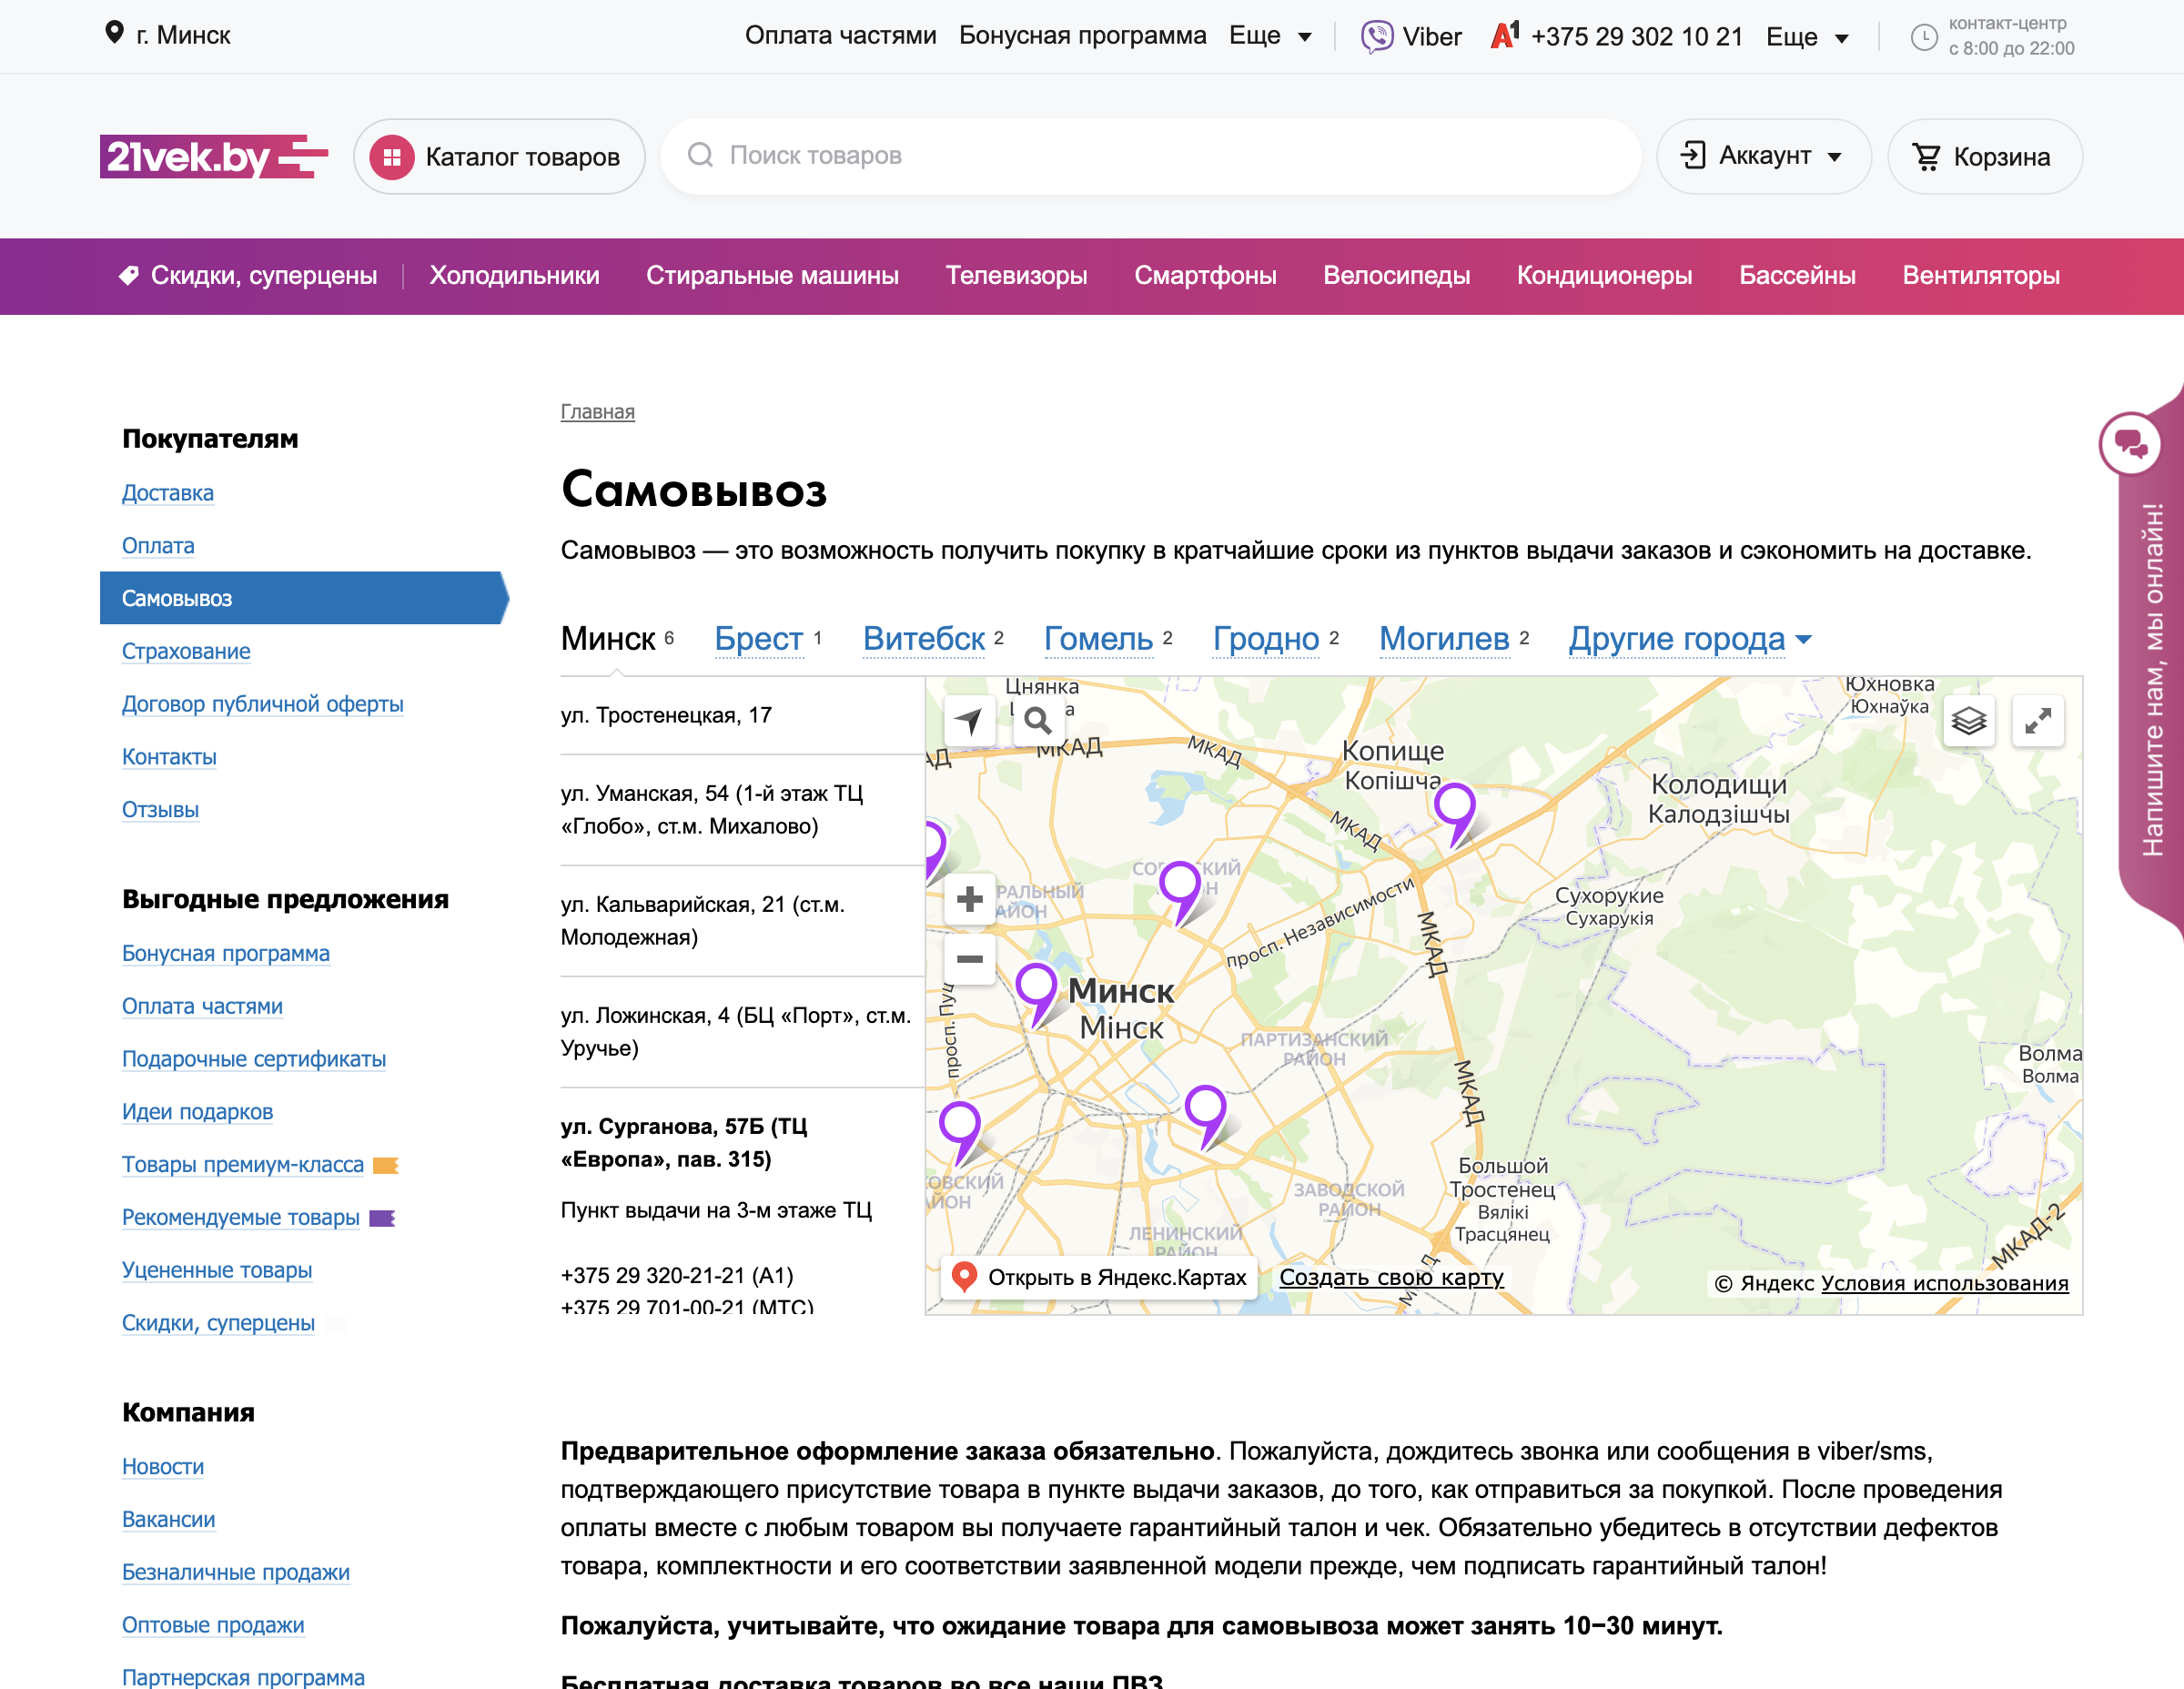 г. Минск
Оплата частями
Бонусная программа
Еще
Viber
A1
+375 29 302 10 21
Еще
контакт-центр
с 8:00 до 22:00
21vek.by
Каталог товаров
Поиск товаров
Аккаунт
Корзина
Скидки, суперцены
Холодильники
Стиральные машины
Телевизоры
Смартфоны
Велосипеды
Кондиционеры
Бассейны
Вентиляторы
Покупателям
Доставка
Оплата
Самовывоз
Страхование
Договор публичной оферты
Контакты
Отзывы
Выгодные предложения
Бонусная программа
Оплата частями
Подарочные сертификаты
Идеи подарков
Товары премиум-класса
Рекомендуемые товары
Уцененные товары
Скидки, суперцены
Компания
Новости
Вакансии
Безналичные продажи
Оптовые продажи
Партнерская программа
Главная
Самовывоз
Самовывоз — это возможность получить покупку в кратчайшие сроки из пунктов выдачи заказов и сэкономить на доставке.
Минск 6
Брест 1
Витебск 2
Гомель 2
Гродно 2
Могилев 2
Другие города
ул. Тростенецкая, 17
ул. Уманская, 54 (1-й этаж ТЦ
«Глобо», ст.м. Михалово)
ул. Кальварийская, 21 (ст.м.
Молодежная)
ул. Ложинская, 4 (БЦ «Порт», ст.м.
Уручье)
ул. Сурганова, 57Б (ТЦ
«Европа», пав. 315)
Пункт выдачи на 3-м этаже ТЦ
+375 29 320-21-21 (А1)
+375 29 701-00-21 (МТС)
Цнянка
МКАД
МКАД
Копище
Копішча
МКАД
Юхновка
Юхнаўка
Колодищи
Калодзішчы
Сухорукие
Сухарукія
просп. Независимости
МКАД
Минск
Мінск
ПАРТИЗАНСКИЙ
РАЙОН
МКАД
Волма
Волма
Большой
Тростенец
Вялікі
Трасцянец
ЗАВОДСКОЙ
РАЙОН
ЛЕНИНСКИЙ
РАЙОН
МКАД
МКАД-2
Открыть в Яндекс.Картах
Создать свою карту
© Яндекс Условия использования
Предварительное оформление заказа обязательно. Пожалуйста, дождитесь звонка или сообщения в viber/sms,
подтверждающего присутствие товара в пункте выдачи заказов, до того, как отправиться за покупкой. После проведения
оплаты вместе с любым товаром вы получаете гарантийный талон и чек. Обязательно убедитесь в отсутствии дефектов
товара, комплектности и его соответствии заявленной модели прежде, чем подписать гарантийный талон!
Пожалуйста, учитывайте, что ожидание товара для самовывоза может занять 10–30 минут.
Бесплатная доставка товаров во все наши ПВЗ
Напишите нам, мы онлайн!